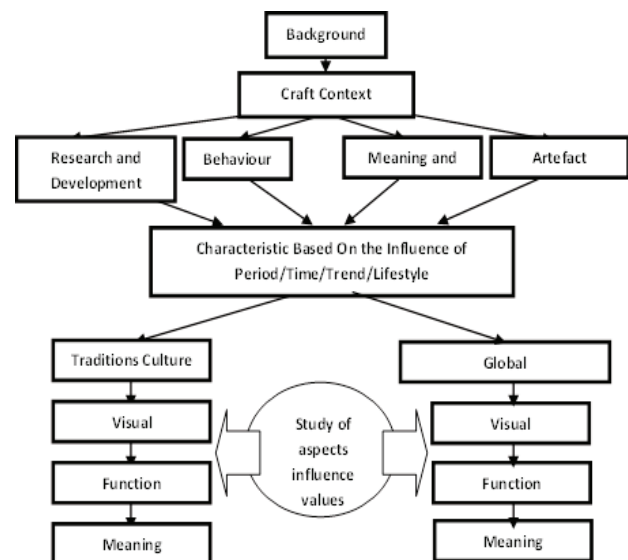 Background
Craft Context
Research and
Development
Behaviour
Meaning and
Artefact
Characteristic Based On the Influence of
Period/Time/Trend/Lifestyle
Traditions Culture
Global
Visual
Visual
Study of
aspects
influence
values
Function
Function
Meaning
Meaning